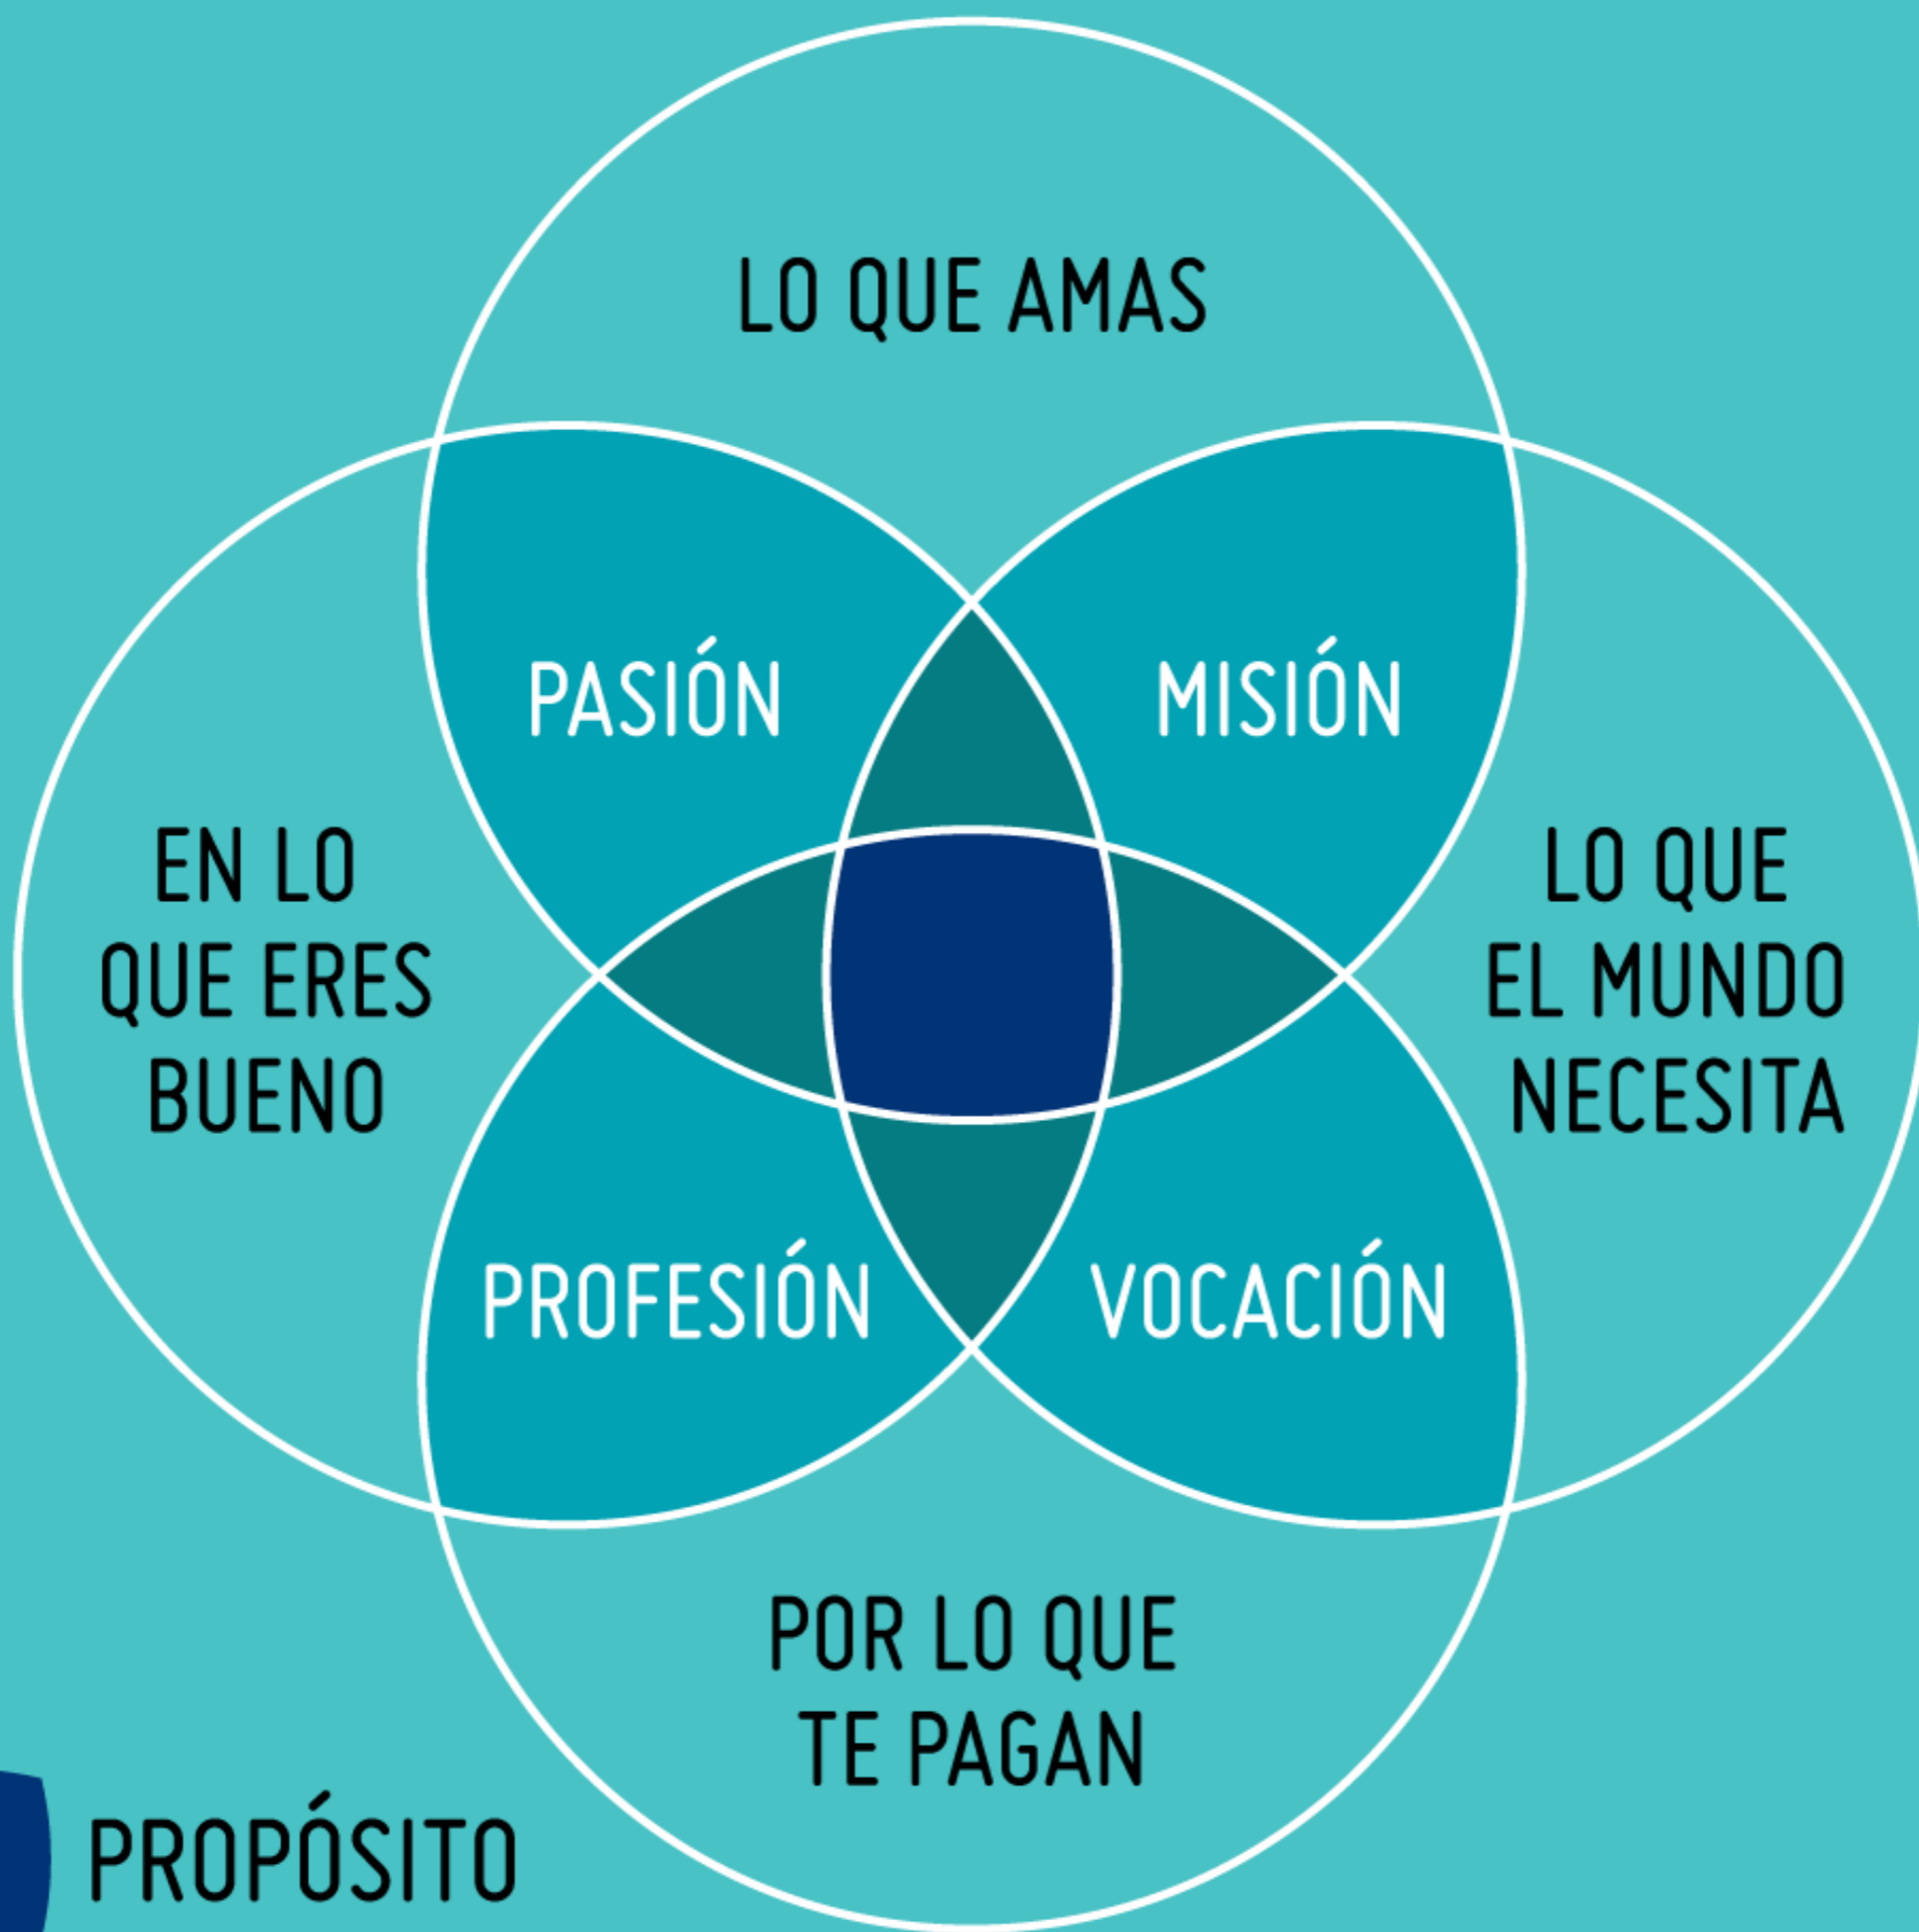 LO QUE AMAS
PASIÓN
MISIÓN
EN LO
QUE ERES
BUENO
LO QUE
EL MUNDO
NECESITA
PROFESIÓN
VOCACIÓN
POR LO QUE
TE PAGAN
PROPÓSITO